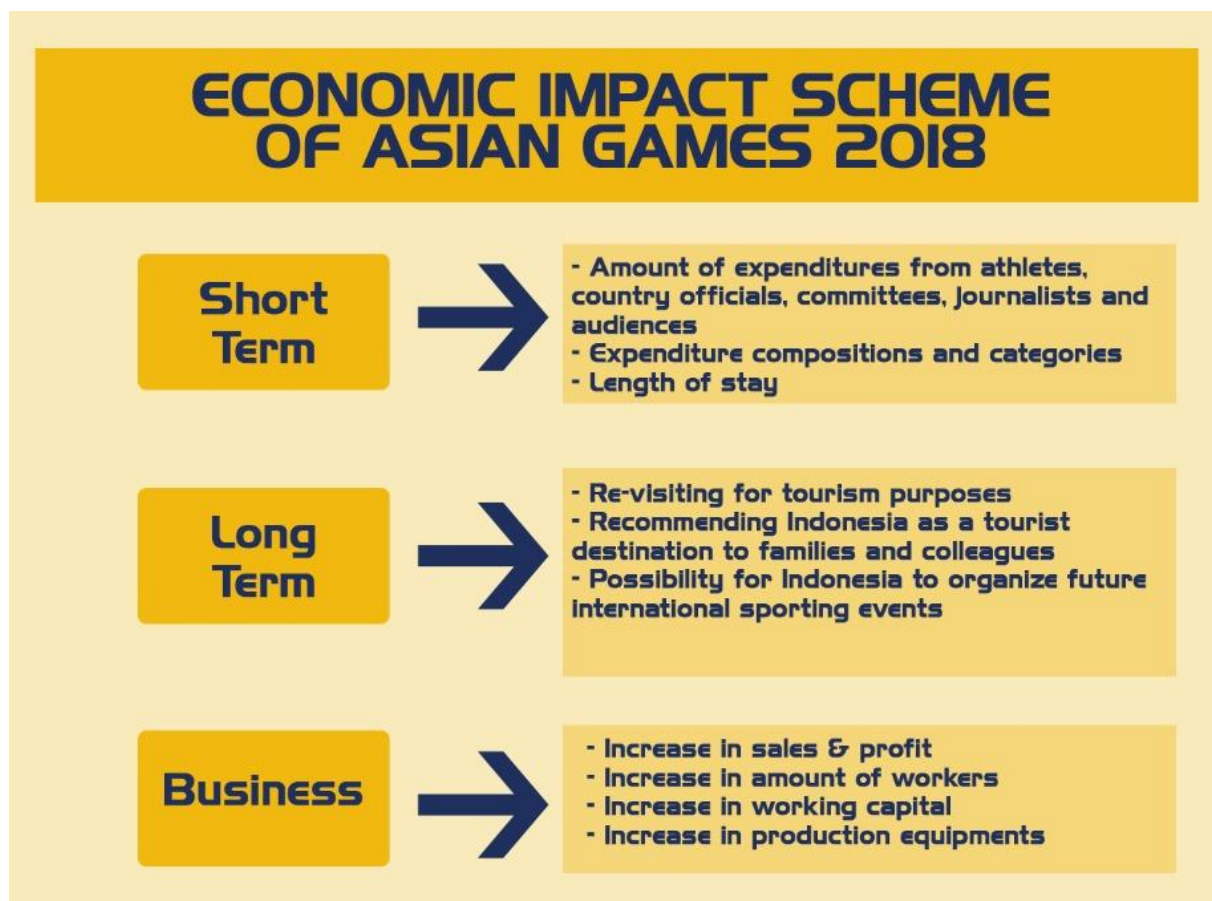 ECONOMIC IMPACT SCHEME
OF ASIAN GAMES 2018
Short
Term
- Amount of expenditures from athletes,
country officials, committees, journalists and
audiences
- Expenditure compositions and categories
- Length of stay
Long
Term
- Re-visiting for tourism purposes
- Recommending Indonesia as a tourist
destination to families and colleagues
- Possibility for Indonesia to organize future
international sporting events
Business
- Increase in sales & profit
- Increase in amount of workers
- Increase in working capital
- Increase in production equipments